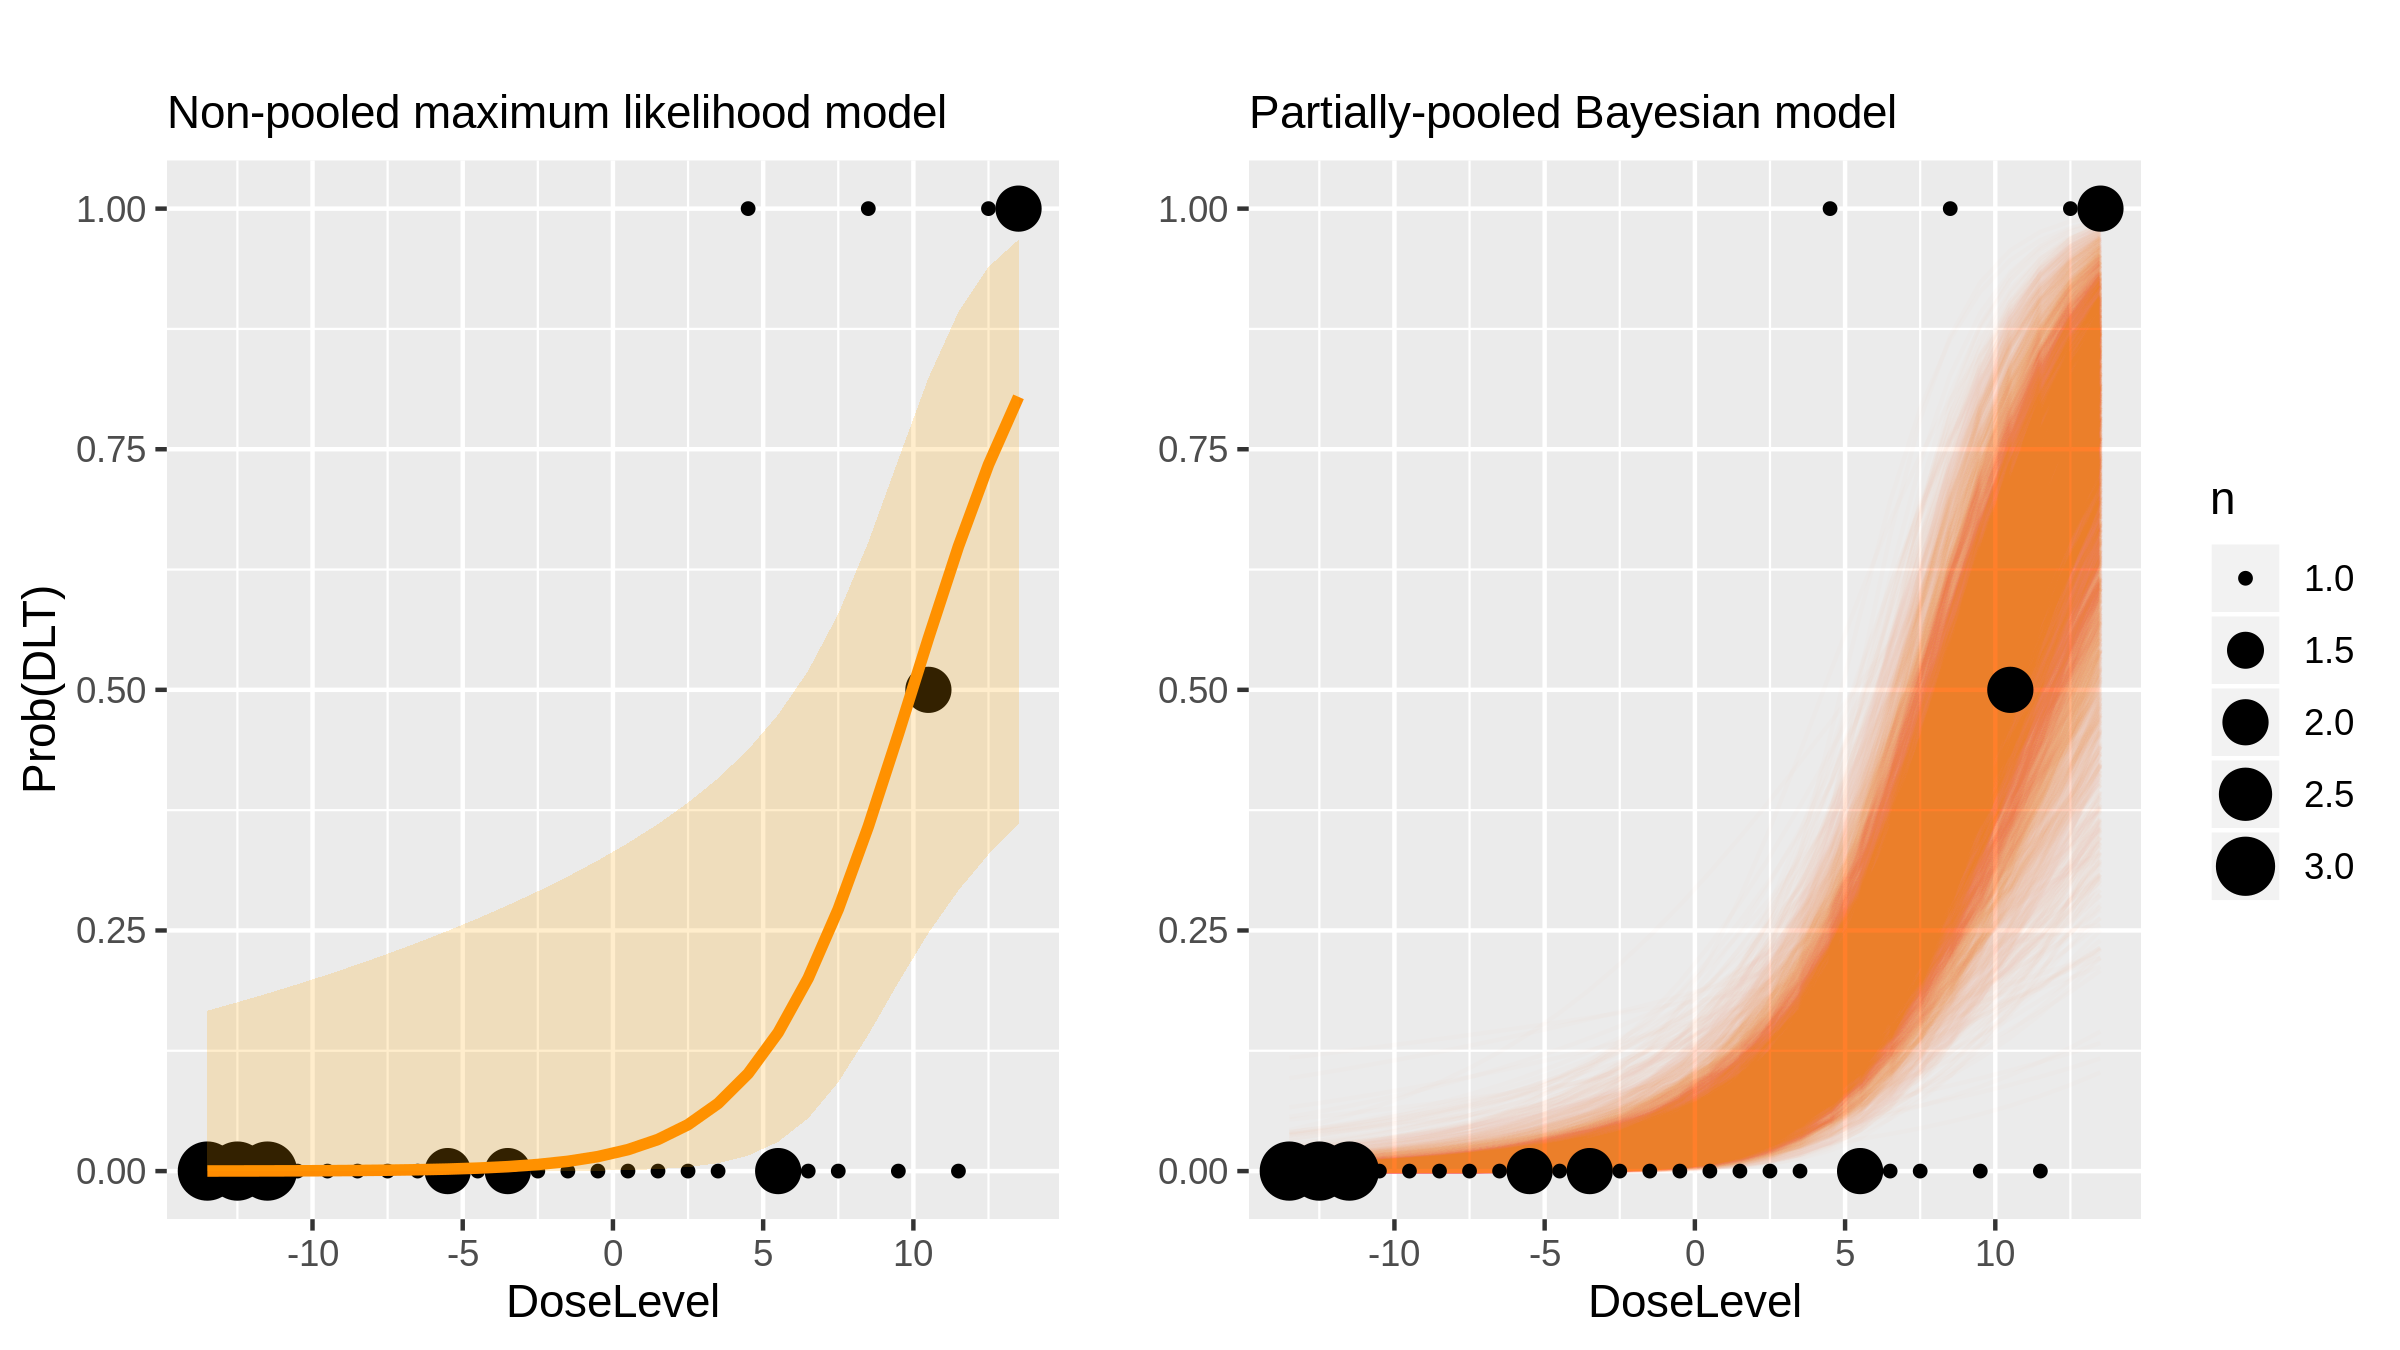 Non-pooled maximum likelihood model
Prob(DLT)
1.00
0.75
0.50
0.25
0.00
-10 -5 0 5 10
DoseLevel
Partially-pooled Bayesian model
1.00
0.75
0.50
0.25
0.00
-10 -5 0 5 10
DoseLevel
n
1.0
1.5
2.0
2.5
3.0